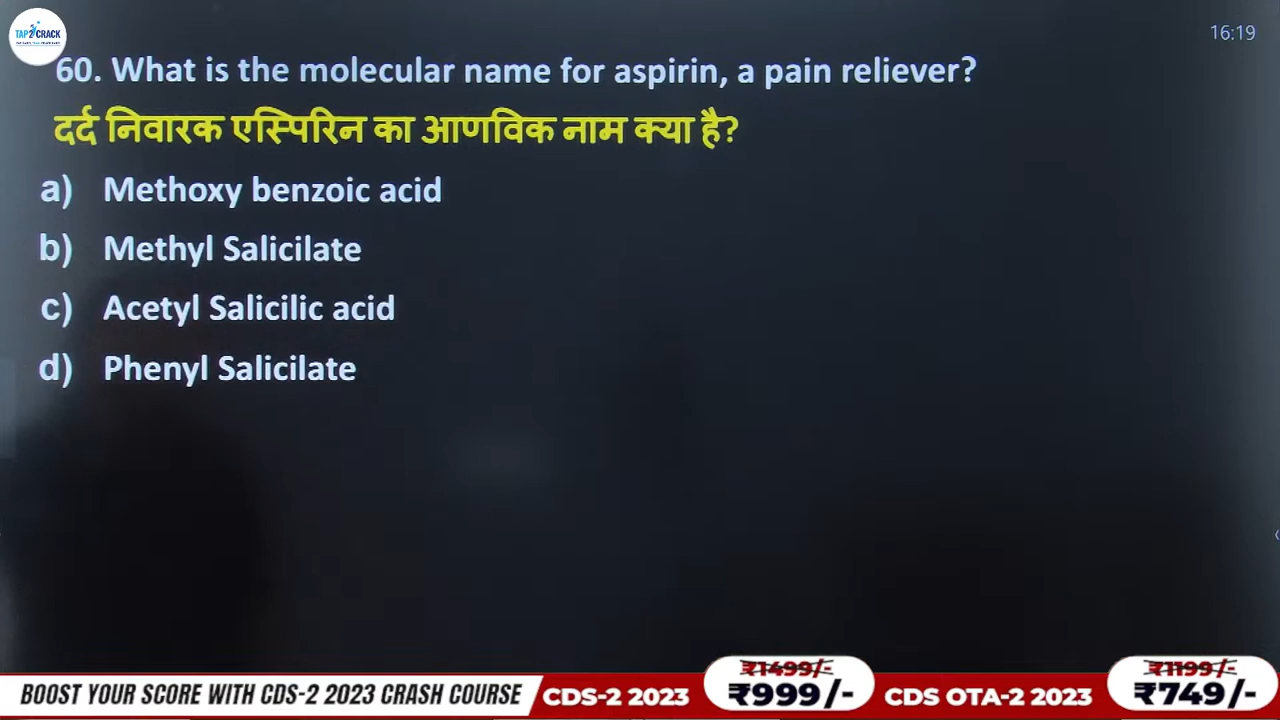 TAP2CRACK
16:19
60. What is the molecular name for aspirin, a pain reliever?
दर्द निवारक एस्पिरिन का आणविक नाम क्या है?
a) Methoxy benzoic acid
b) Methyl Salicilate
c) Acetyl Salicilic acid
d) Phenyl Salicilate
BOOST YOUR SCORE WITH CDS-2 2023 CRASH COURSE
CDS-2 2023
₹1499/-
₹999/-
CDS OTA-2 2023
₹1199/-
₹749/-